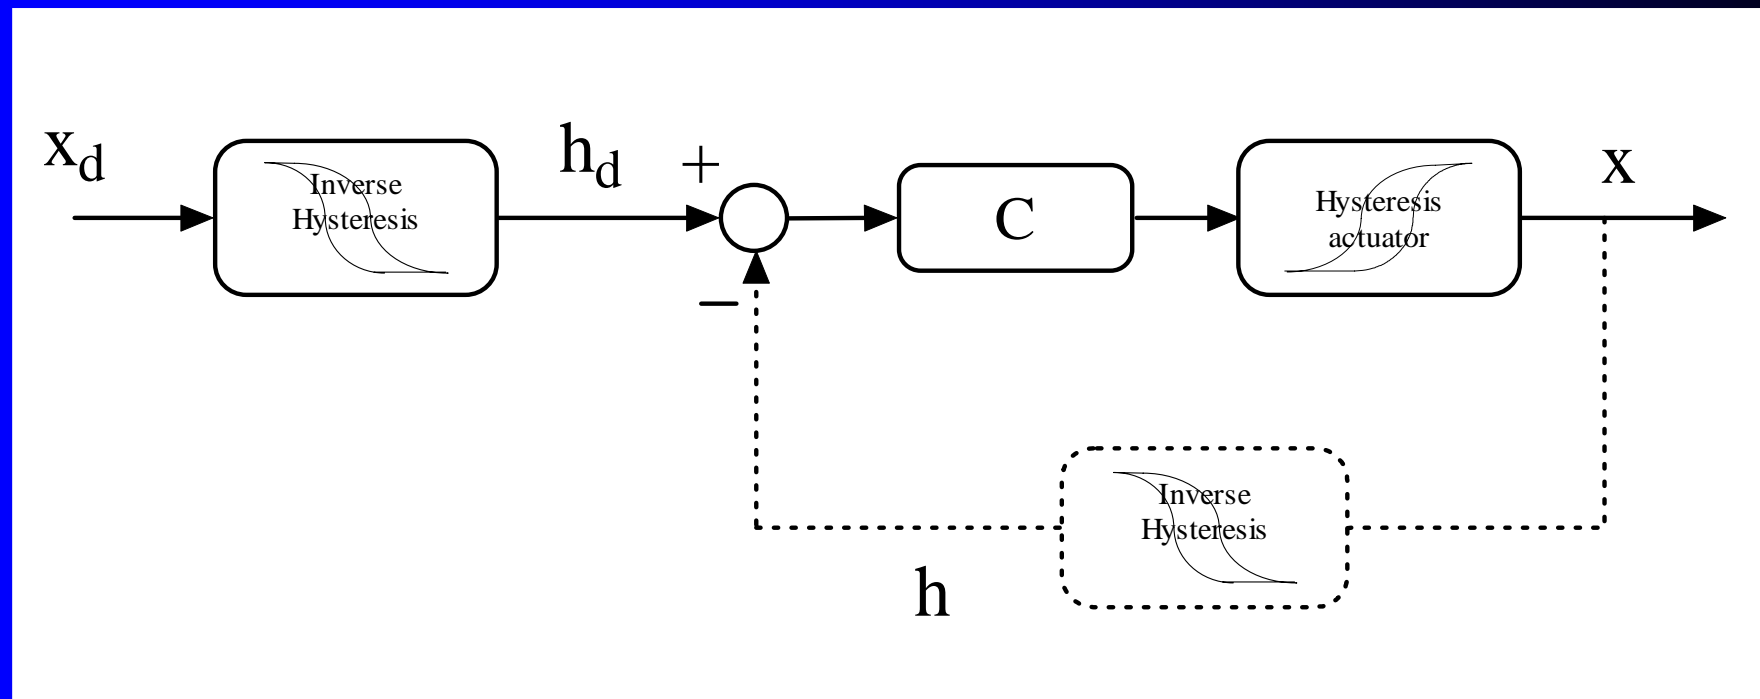 x_d
Inverse
Hysteresis
h_d
+
−
C
Hysteresis
actuator
x
Inverse
Hysteresis
h